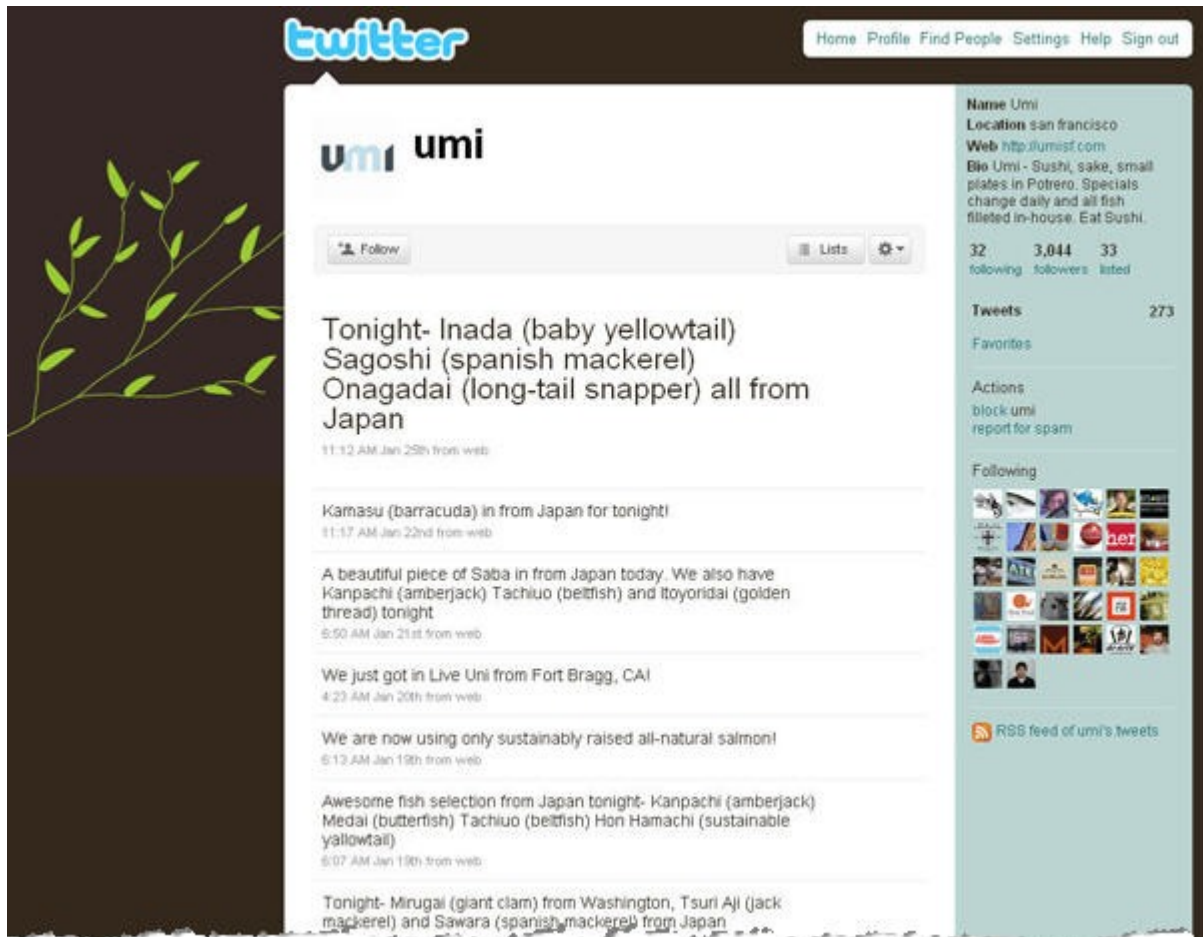 twitter
Home Profile Find People Settings Help Sign out
umi umi
Follow
Lists
Tonight- Inada (baby yellowtail)
Sagoshi (spanish mackerel)
Onagadai (long-tail snapper) all from
Japan
11:12 AM Jan 25th from web
Kamasu (barracuda) in from Japan for tonight!
11:17 AM Jan 22nd from web
A beautiful piece of Saba in from Japan today. We also have
Kanpachi (amberjack) Tachiuo (beltfish) and Itoyoridai (golden
thread) tonight
6:50 AM Jan 21st from web
We just got in Live Uni from Fort Bragg, CA!
4:23 AM Jan 20th from web
We are now using only sustainably raised all-natural salmon!
6:13 AM Jan 19th from web
Awesome fish selection from Japan tonight- Kanpachi (amberjack)
Medai (butterfish) Tachiuo (beltfish) Hon Hamachi (sustainable
yallowtail)
6:07 AM Jan 19th from web
Tonight- Mirugai (giant clam) from Washington, Tsuri Aji (jack
mackerel) and Sawara (spanish mackerel) from Japan
Name Umi
Location san francisco
Web http://umisf.com
Bio Umi - Sushi, sake, small
plates in Potrero. Specials
change daily and all fish
filleted in-house. Eat Sushi.
32 3,044 33
following followers listed
Tweets 273
Favorites
Actions
block umi
report for spam
Following
her
RSS feed of umi's tweets